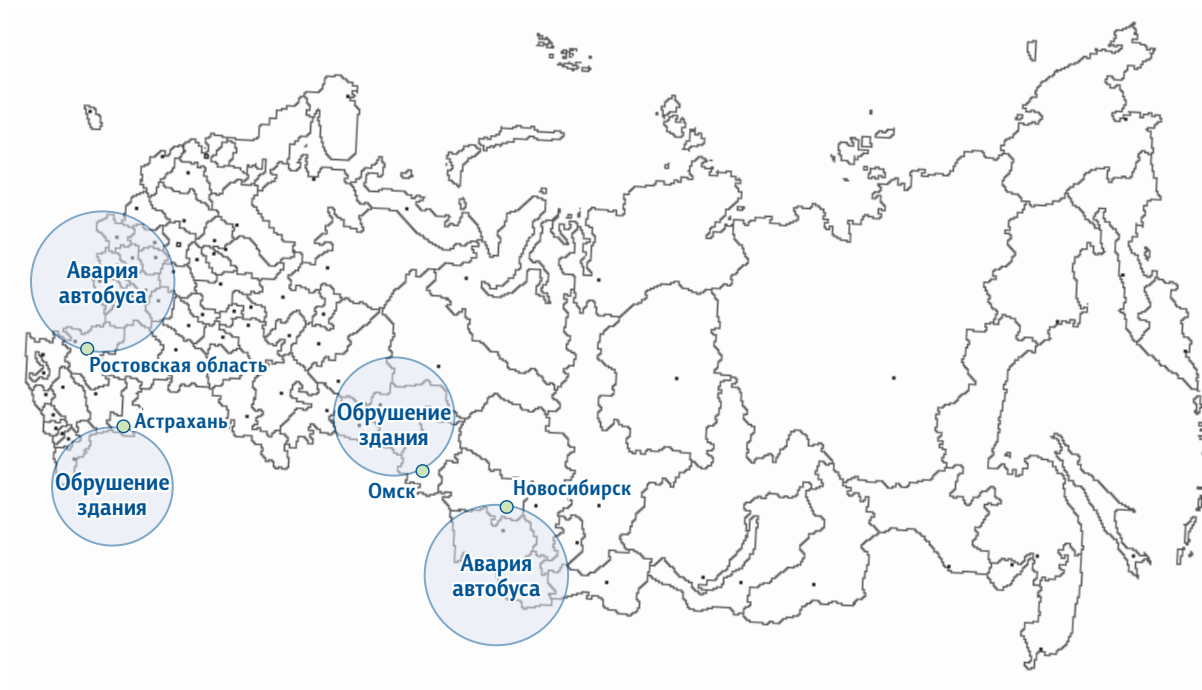 Авария
автобуса
Ростовская область
Астрахань
Обрушение
здания
Обрушение
здания
Омск
Новосибирск
Авария
автобуса